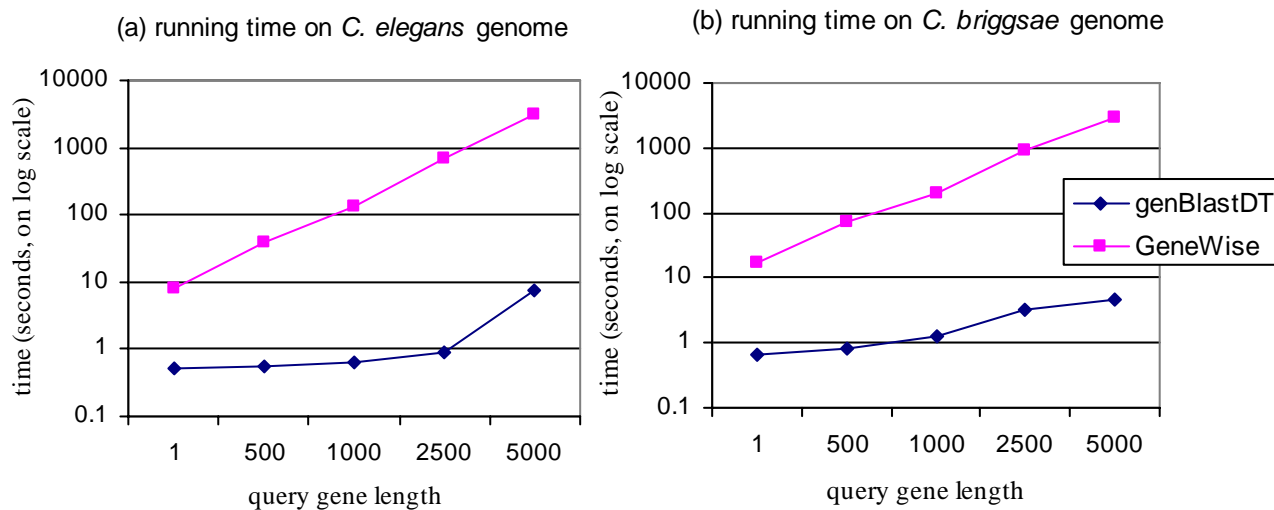 (a) running time on C. elegans genome
time (seconds, on log scale)
10000
1000
100
10
1
0.1
1 500 1000 2500 5000
query gene length
(b) running time on C. briggsae genome
time (seconds, on log scale)
10000
1000
100
10
1
0.1
1 500 1000 2500 5000
query gene length
genBlastDT
GeneWise